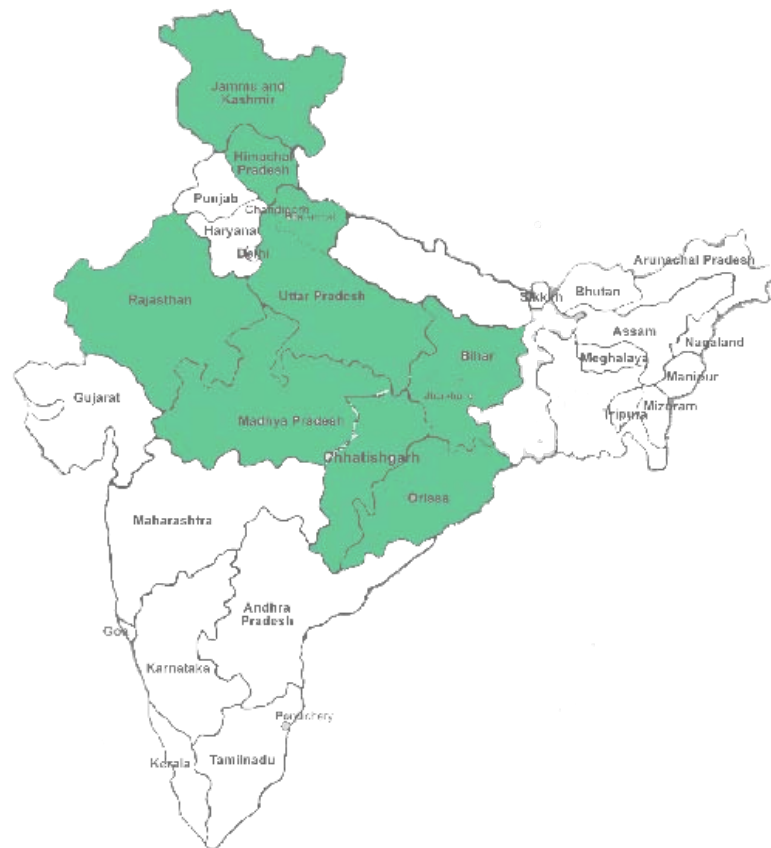 Jammu and
Kashmir
Himachal
Pradesh
Punjab
Chandigarh
Haryana
Delhi
Arunachal Pradesh
Sikkim
Bhutan
Rajasthan
Uttar Pradesh
Assam
Nagaland
Bihar
Meghalaya
Manipur
Gujarat
Jharkhand
Mizoram
Tripura
Madhya Pradesh
Chhatishgarh
Orissa
Maharashtra
Andhra
Pradesh
Goa
Karnataka
Pondichery
Kerala
Tamilnadu